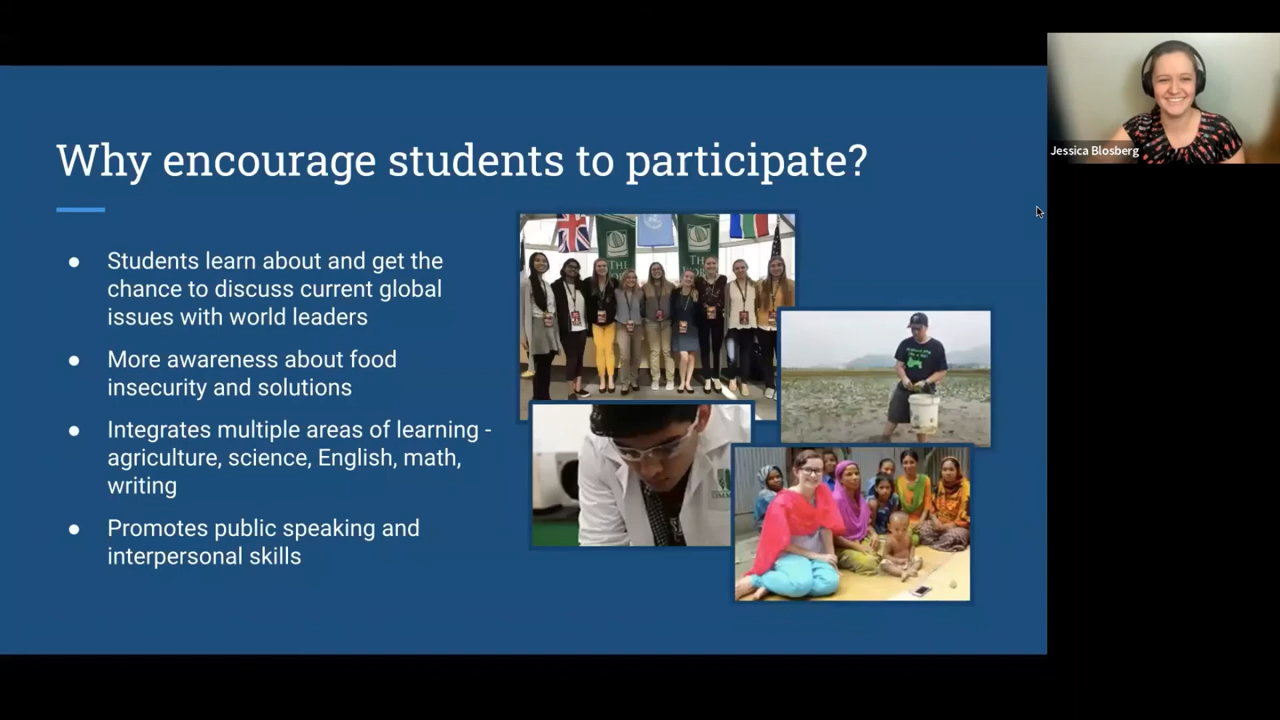 Why encourage students to participate?
● Students learn about and get the
chance to discuss current global
issues with world leaders
● More awareness about food
insecurity and solutions
● Integrates multiple areas of learning -
agriculture, science, English, math,
writing
● Promotes public speaking and
interpersonal skills
THE
THE
Jessica Blosberg